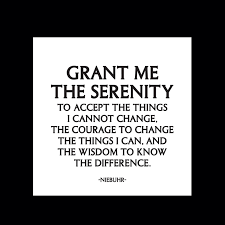 GRANT ME
THE SERENITY
TO ACCEPT THE THINGS
I CANNOT CHANGE,
THE COURAGE TO CHANGE
THE THINGS I CAN, AND
THE WISDOM TO KNOW
THE DIFFERENCE.
-NIEBUHR-